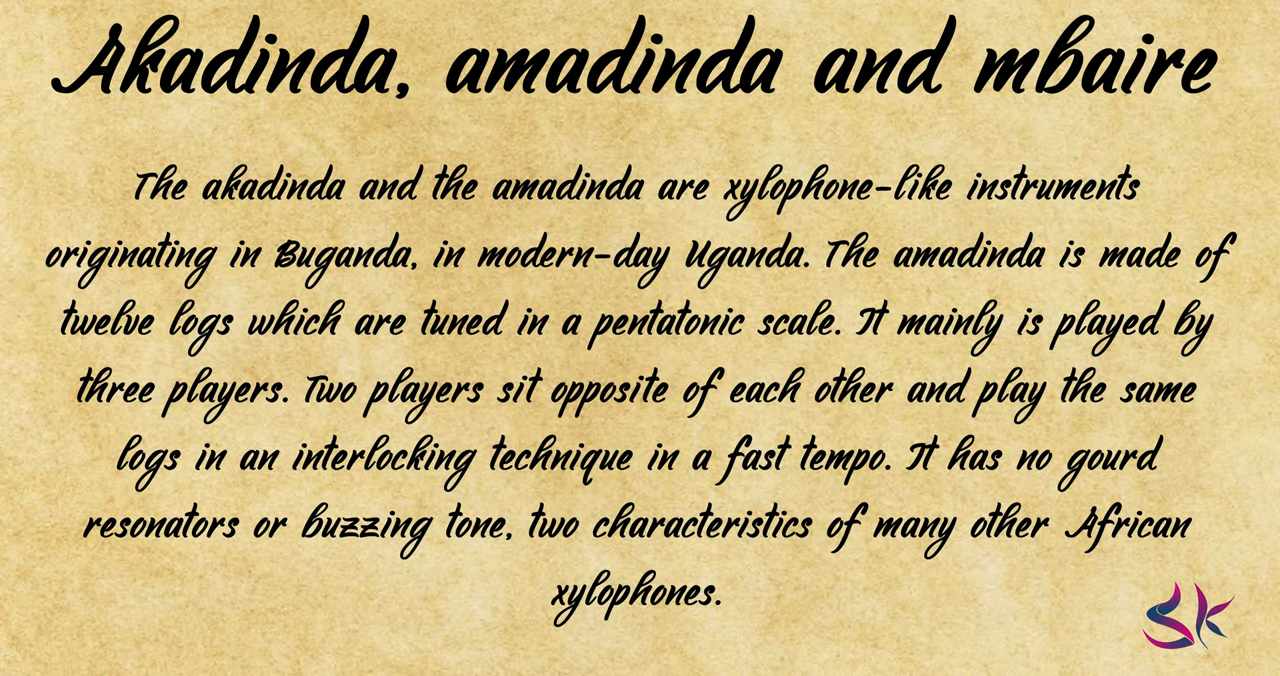 Akadinda, amadinda and mbaire
The akadinda and the amadinda are xylophone-like instruments
originating in Buganda, in modern-day Uganda. The amadinda is made of
twelve logs which are tuned in a pentatonic scale. It mainly is played by
three players. Two players sit opposite of each other and play the same
logs in an interlocking technique in a fast tempo. It has no gourd
resonators or buzzing tone, two characteristics of many other African
xylophones.
SK